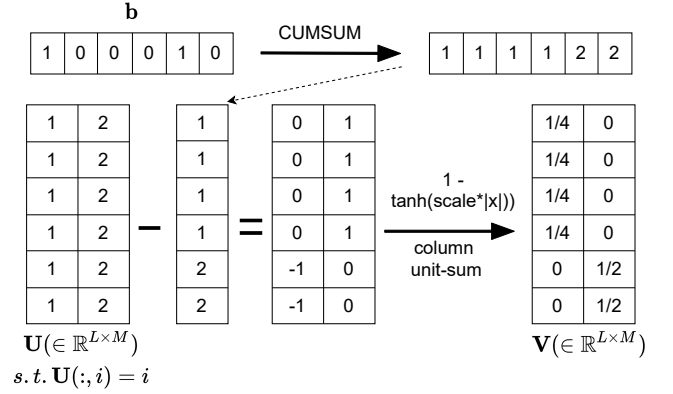 b
1 0 0 0 1 0
CUMSUM
1 1 1 1 2 2
1 2 1 0 1 1/4 0
1 2 1 0 1 1/4 0
1 2 1 0 1 1/4 0
1 2 1 0 1 1/4 0
1 2 2 -1 0 0 1/2
1 2 2 -1 0 0 1/2
− =
1 -
tanh(scale*|x|))
column
unit-sum
U(∈ ℝ^{L×M})
s.t. U(:, i) = i
V(∈ ℝ^{L×M})